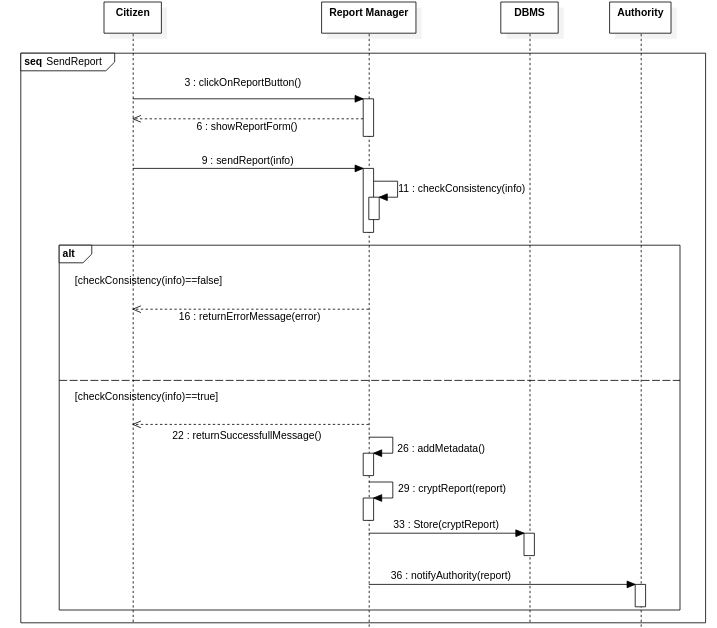 Citizen
Report Manager
DBMS
Authority
seq SendReport
3 : clickOnReportButton()
6 : showReportForm()
9 : sendReport(info)
11 : checkConsistency(info)
alt
[checkConsistency(info)==false]
16 : returnErrorMessage(error)
[checkConsistency(info)==true]
22 : returnSuccessfullMessage()
26 : addMetadata()
29 : cryptReport(report)
33 : Store(cryptReport)
36 : notifyAuthority(report)